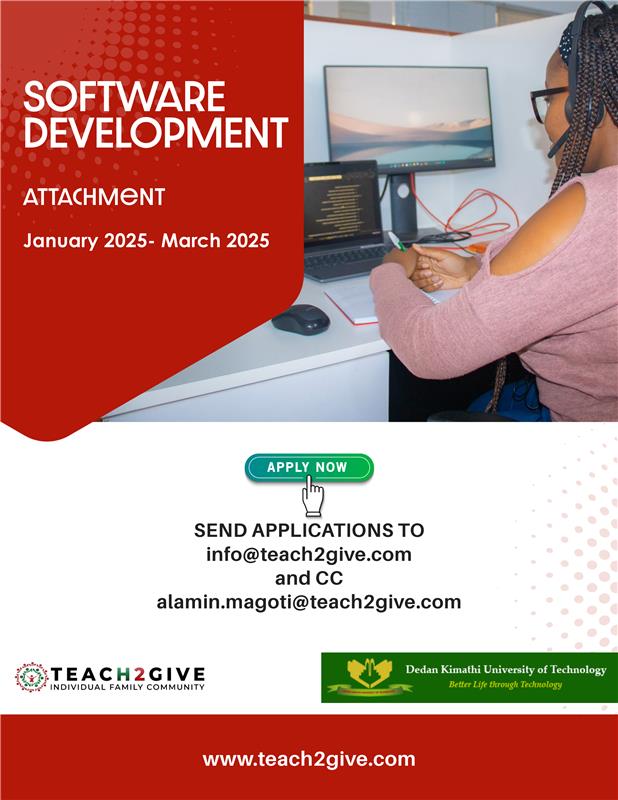 SOFTWARE
DEVELOPMENT
ATTACHMENT
January 2025- March 2025
APPLY NOW
SEND APPLICATIONS TO
info@teach2give.com
and CC
alamin.magoti@teach2give.com
TEACH2GIVE
INDIVIDUAL FAMILY COMMUNITY
Dedan Kimathi University of Technology
Better Life through Technology
www.teach2give.com